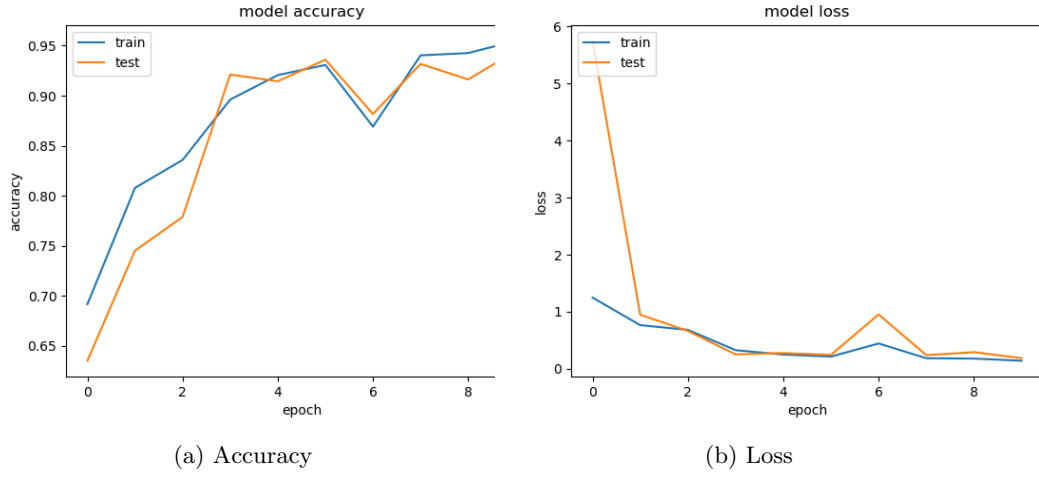 model accuracy
train
test
0.95
0.90
0.85
0.80
0.75
0.70
0.65
accuracy
0
2
4
6
8
epoch
(a) Accuracy
model loss
train
test
6
5
4
3
2
1
0
loss
0
2
4
6
8
epoch
(b) Loss